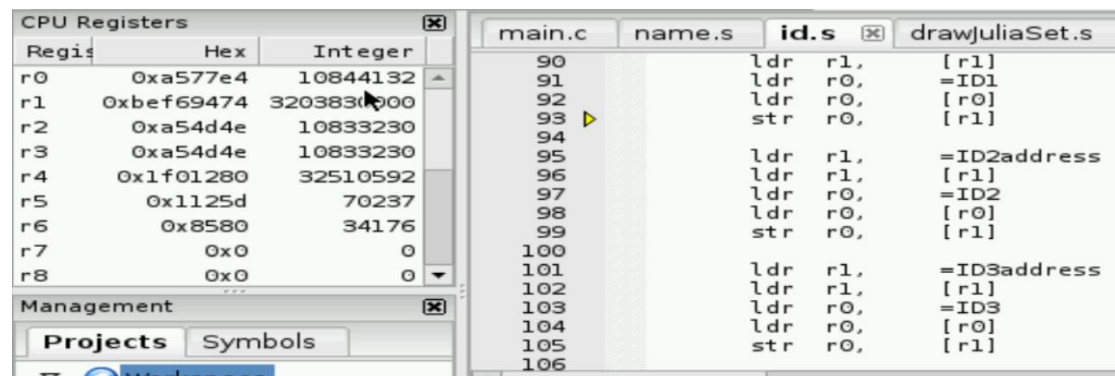 CPU Registers
Regis Hex Integer
r0 0xa577e4 10844132
r1 0xbef69474
r2 0xa54d4e 10833230
r3 0xa54d4e 10833230
r4 0x1f01280 32510592
r5 0x1125d 70237
r6 0x8580 34176
r7 0x0 0
r8 0x0 0
Management
Projects Symbols
main.c name.s id.s drawJuliaSet.s
90 ldr r1, [r1]
91 ldr r0, =ID1
92 ldr r0, [r0]
93 str r0, [r1]
94
95 ldr r1, =ID2address
96 ldr r1, [r1]
97 ldr r0, =ID2
98 ldr r0, [r0]
99 str r0, [r1]
100
101 ldr r1, =ID3address
102 ldr r1, [r1]
103 ldr r0, =ID3
104 ldr r0, [r0]
105 str r0, [r1]
106